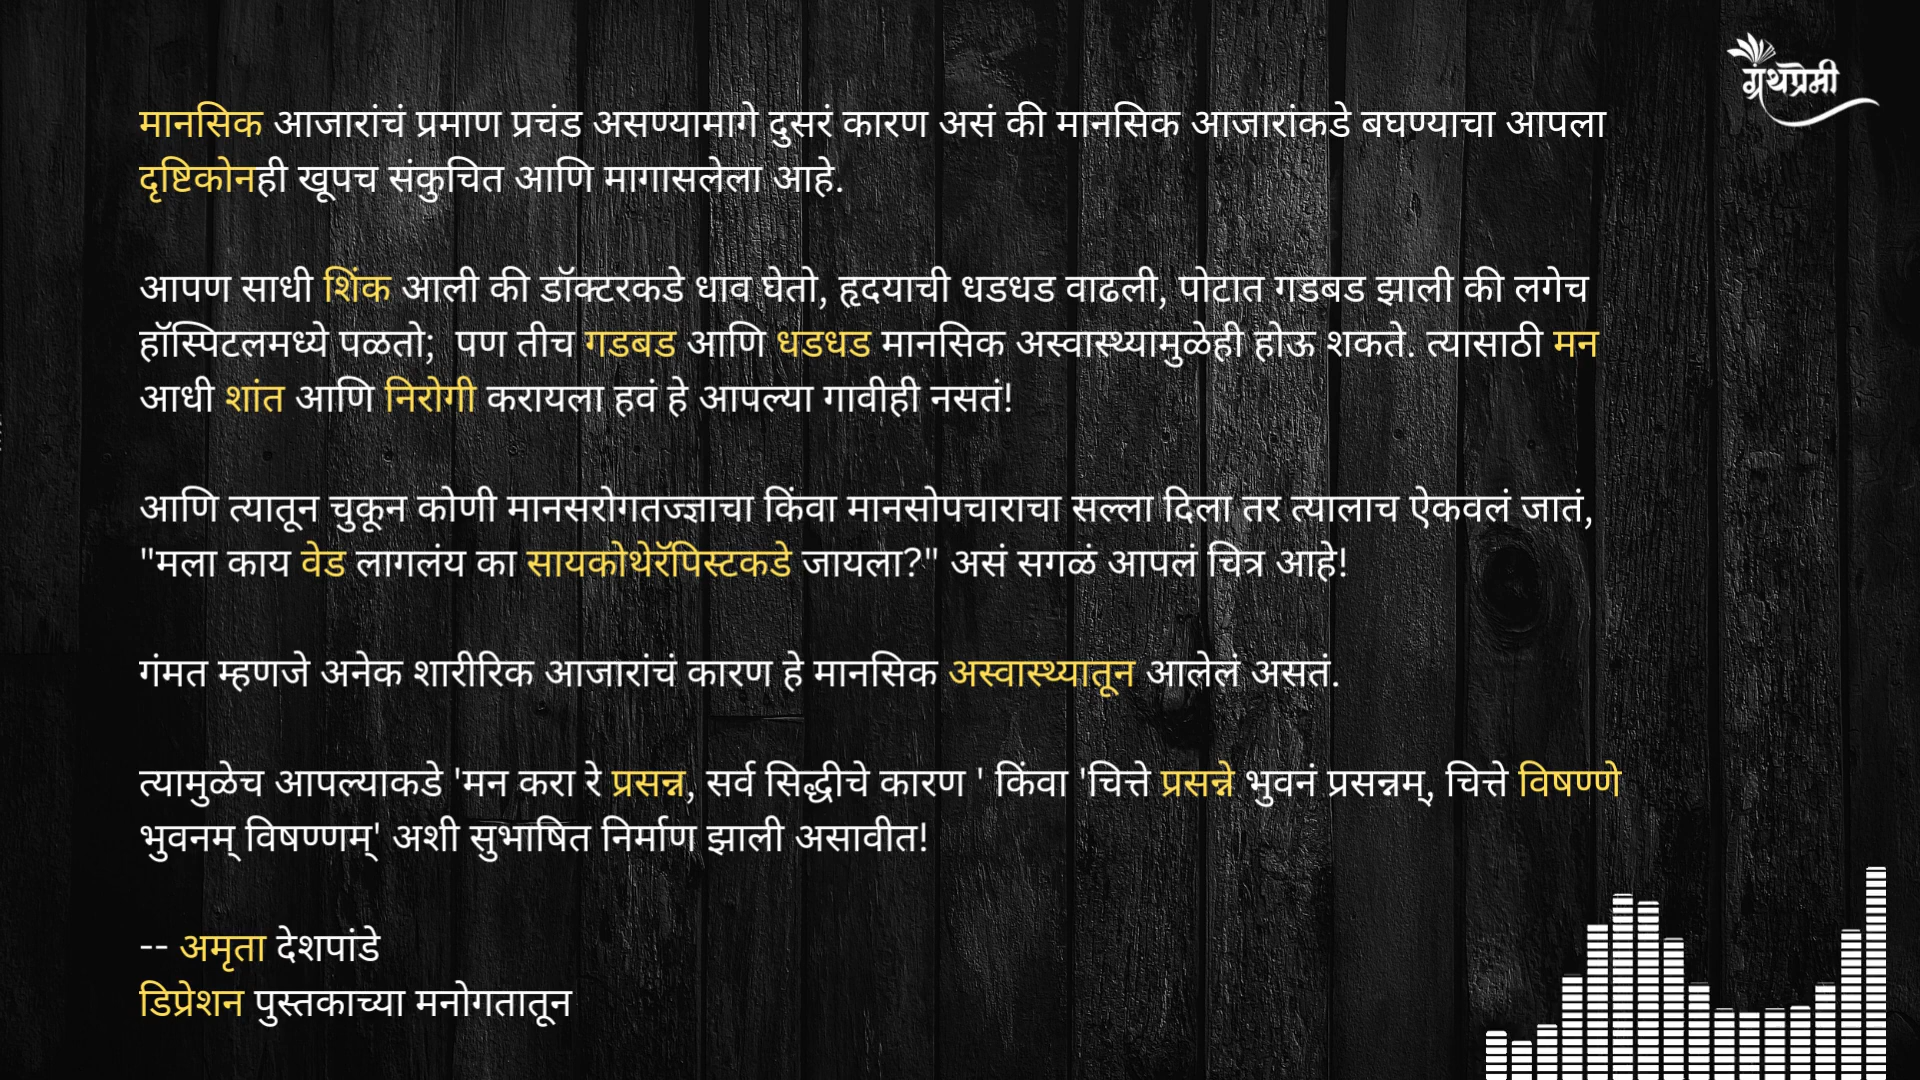 ग्रंथप्रेमी
मानसिक आजारांचं प्रमाण प्रचंड असण्यामागे दुसरं कारण असं की मानसिक आजारांकडे बघण्याचा आपला
दृष्टिकोनही खूपच संकुचित आणि मागासलेला आहे.
आपण साधी शिंक आली की डॉक्टरकडे धाव घेतो, हृदयाची धडधड वाढली, पोटात गडबड झाली की लगेच
हॉस्पिटलमध्ये पळतो;  पण तीच गडबड आणि धडधड मानसिक अस्वास्थ्यामुळेही होऊ शकते. त्यासाठी मन
आधी शांत आणि निरोगी करायला हवं हे आपल्या गावीही नसतं!
आणि त्यातून चुकून कोणी मानसरोगतज्ज्ञाचा किंवा मानसोपचाराचा सल्ला दिला तर त्यालाच ऐकवलं जातं,
"मला काय वेड लागलंय का सायकोथेरॅपिस्टकडे जायला?" असं सगळं आपलं चित्र आहे!
गंमत म्हणजे अनेक शारीरिक आजारांचं कारण हे मानसिक अस्वास्थ्यातून आलेलं असतं.
त्यामुळेच आपल्याकडे 'मन करा रे प्रसन्न, सर्व सिद्धीचे कारण ' किंवा 'चित्ते प्रसन्ने भुवनं प्रसन्नम्, चित्ते विषण्णे
भुवनम् विषण्णम्' अशी सुभाषित निर्माण झाली असावीत!
-- अमृता देशपांडे
डिप्रेशन पुस्तकाच्या मनोगतातून